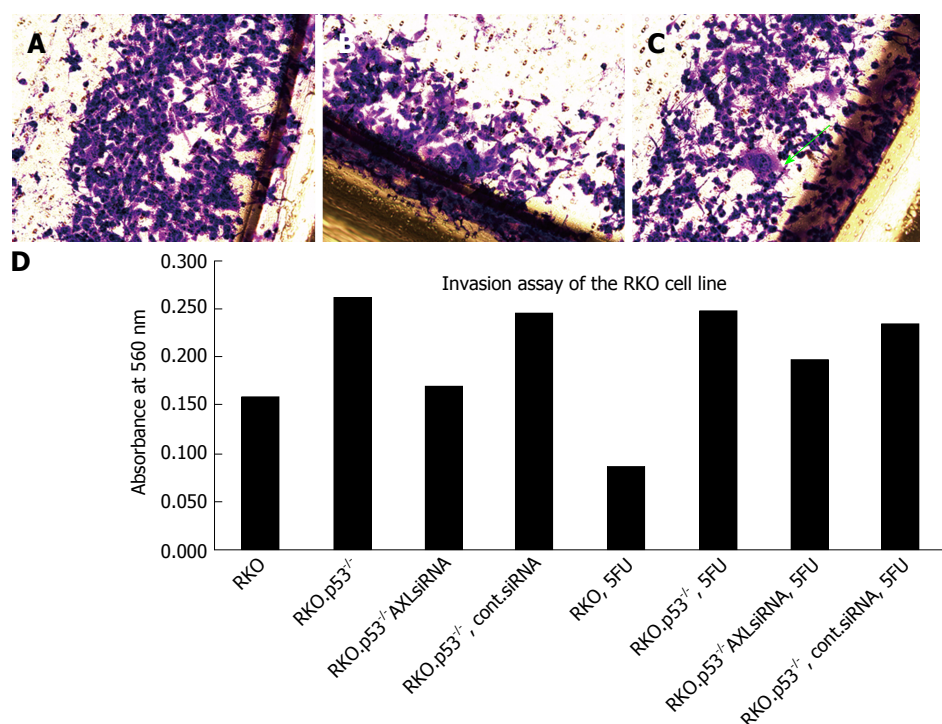 A
B
C
D
Invasion assay of the RKO cell line
Absorbance at 560 nm
0.300
0.250
0.200
0.150
0.100
0.050
0.000
RKO
RKO.p53⁻/⁻
RKO.p53⁻/⁻AXLsiRNA
RKO.p53⁻/⁻, cont.siRNA
RKO, 5FU
RKO.p53⁻/⁻, 5FU
RKO.p53⁻/⁻AXLsiRNA, 5FU
RKO.p53⁻/⁻, cont.siRNA, 5FU